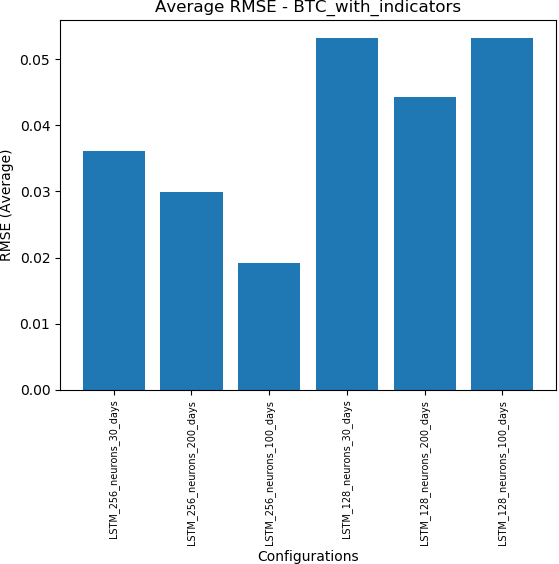 Average RMSE - BTC_with_indicators
RMSE (Average)
0.05
0.04
0.03
0.02
0.01
0.00
LSTM_256_neurons_30_days
LSTM_256_neurons_200_days
LSTM_256_neurons_100_days
LSTM_128_neurons_30_days
LSTM_128_neurons_200_days
LSTM_128_neurons_100_days
Configurations